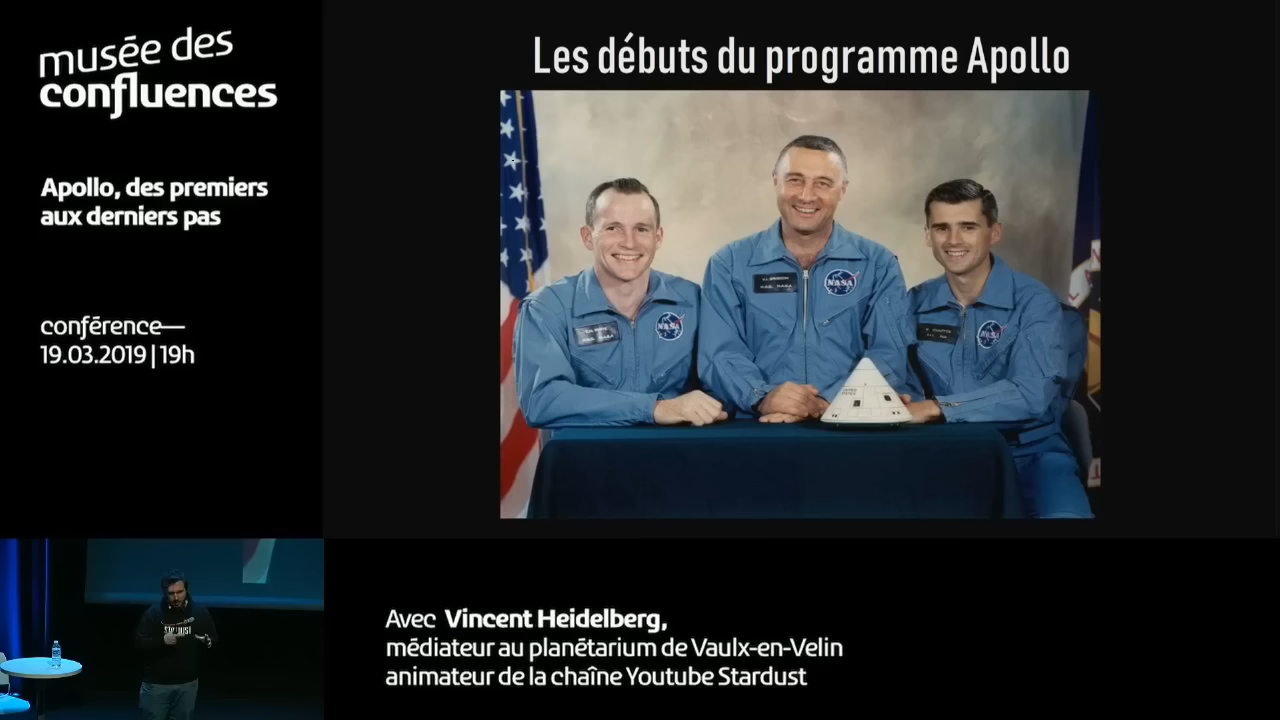 musée des
confluences
Apollo, des premiers
aux derniers pas
conférence—
19.03.2019 | 19h
Les débuts du programme Apollo
NASA
NASA
NASA
Avec Vincent Heidelberg,
médiateur au planétarium de Vaulx-en-Velin
animateur de la chaîne Youtube Stardust